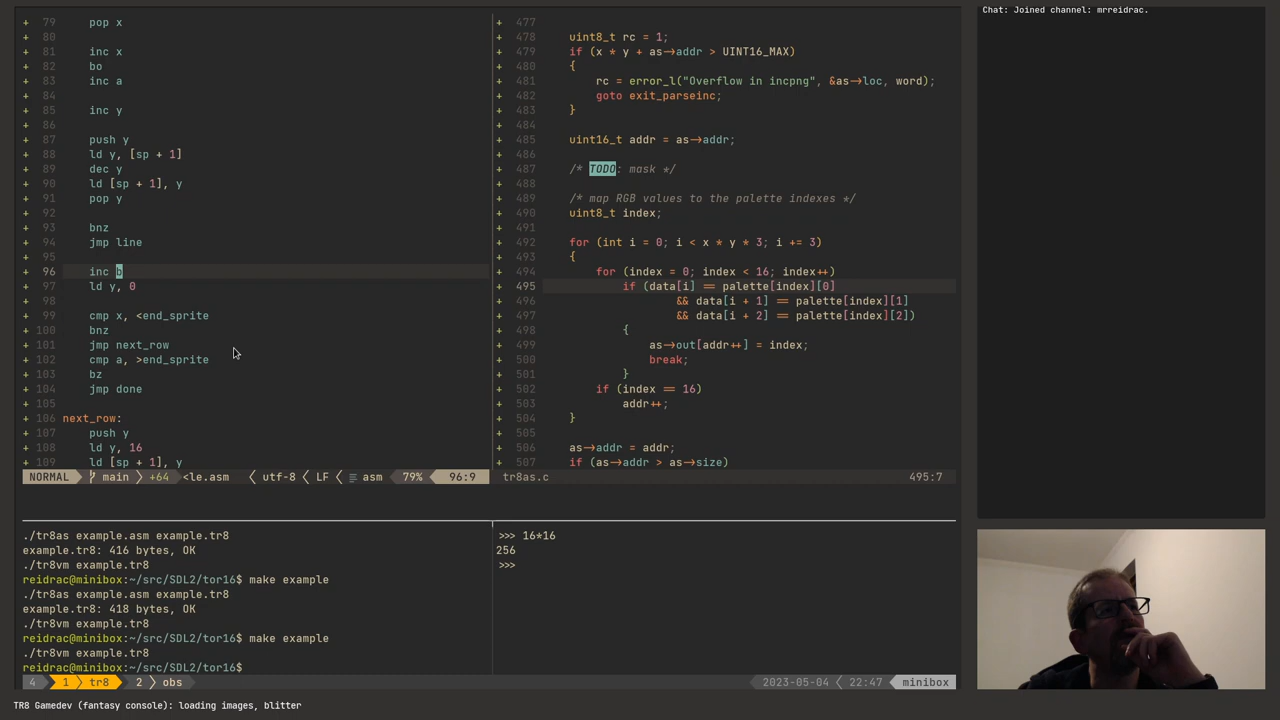 + 79 pop x
+ 80
+ 81 inc x
+ 82 bo
+ 83 inc a
+ 84
+ 85 inc y
+ 86
+ 87 push y
+ 88 ld y, [sp + 1]
+ 89 dec y
+ 90 ld [sp + 1], y
+ 91 pop y
+ 92
+ 93 bnz
+ 94 jmp line
+ 95
+ 96 inc b
+ 97 ld y, 0
+ 98
+ 99 cmp x, <end_sprite
+ 100 bnz
+ 101 jmp next_row
+ 102 cmp a, >end_sprite
+ 103 bz
+ 104 jmp done
+ 105
+ 106 next_row:
+ 107 push y
+ 108 ld y, 16
+ 109 ld [sp + 1], y
NORMAL main +64 <le.asm utf-8 LF asm 79% 96:9
+ 477
+ 478 uint8_t rc = 1;
+ 479 if (x * y + as->addr > UINT16_MAX)
+ 480 {
+ 481 rc = error_l("Overflow in incpng", &as->loc, word);
+ 482 goto exit_parseinc;
+ 483 }
+ 484
+ 485 uint16_t addr = as->addr;
+ 486
+ 487 /* TODO: mask */
+ 488
+ 489 /* map RGB values to the palette indexes */
+ 490 uint8_t index;
+ 491
+ 492 for (int i = 0; i < x * y * 3; i += 3)
+ 493 {
+ 494 for (index = 0; index < 16; index++)
+ 495 if (data[i] == palette[index][0]
+ 496 && data[i + 1] == palette[index][1]
+ 497 && data[i + 2] == palette[index][2])
+ 498 {
+ 499 as->out[addr++] = index;
+ 500 break;
+ 501 }
+ 502 if (index == 16)
+ 503 addr++;
+ 504 }
+ 505
+ 506 as->addr = addr;
+ 507 if (as->addr > as->size)
tr8as.c 495:7
./tr8as example.asm example.tr8
example.tr8: 416 bytes, OK
./tr8vm example.tr8
reidrac@minibox:~/src/SDL2/tor16$ make example
./tr8as example.asm example.tr8
example.tr8: 418 bytes, OK
./tr8vm example.tr8
reidrac@minibox:~/src/SDL2/tor16$ make example
./tr8vm example.tr8
reidrac@minibox:~/src/SDL2/tor16$
>>> 16*16
256
>>>
4 1 tr8 2 obs 2023-05-04 22:47 minibox
Chat: Joined channel: mrreidrac.
TR8 Gamedev (fantasy console): loading images, blitter